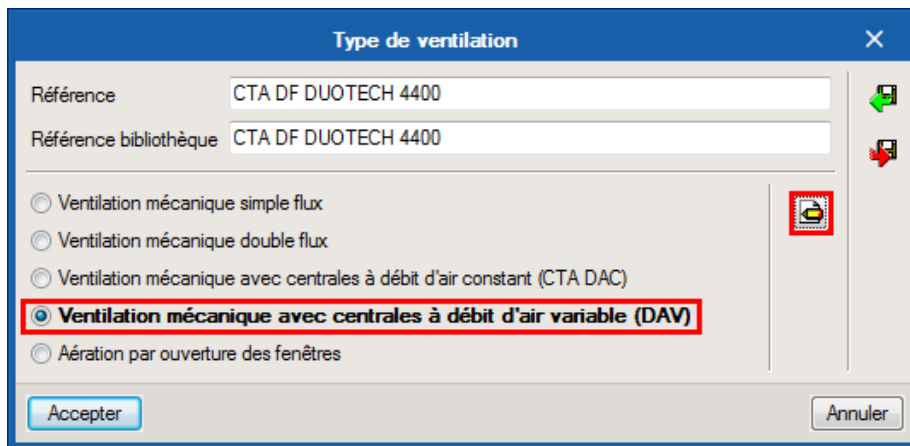 Type de ventilation
Référence CTA DF DUOTECH 4400
Référence bibliothèque CTA DF DUOTECH 4400
Ventilation mécanique simple flux
Ventilation mécanique double flux
Ventilation mécanique avec centrales à débit d'air constant (CTA DAC)
Ventilation mécanique avec centrales à débit d'air variable (DAV)
Aération par ouverture des fenêtres
Accepter Annuler